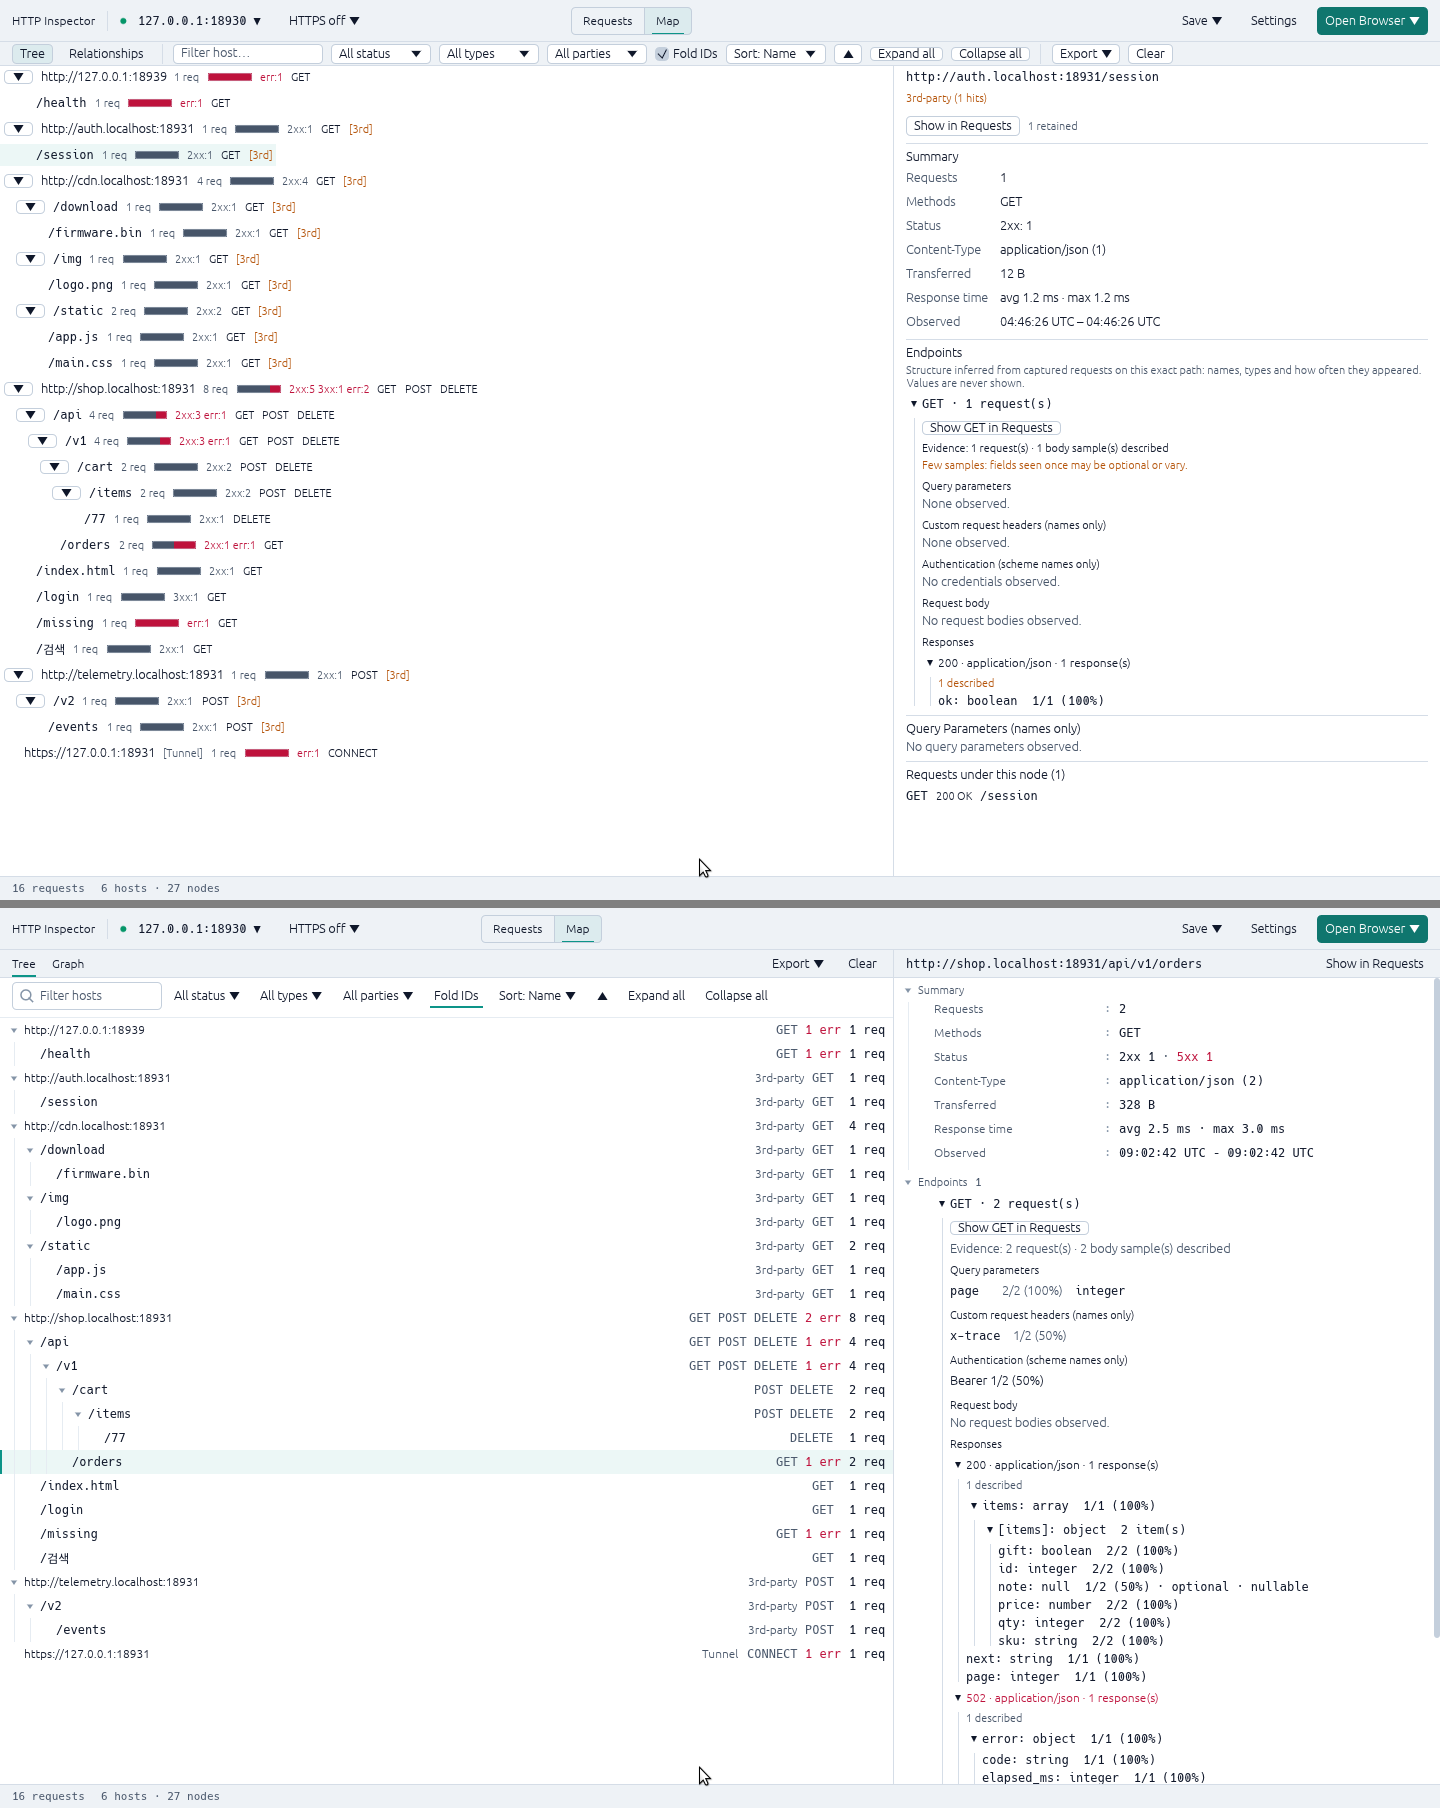 HTTP Inspector 127.0.0.1:18930 ▼ HTTPS off ▼ Requests Map Save ▼ Settings Open Browser ▼
Tree Relationships Filter host… All status ▼ All types ▼ All parties ▼ Fold IDs Sort: Name ▼ ▲ Expand all Collapse all Export ▼ Clear
▼ http://127.0.0.1:18939 1 req err:1 GET
/health 1 req err:1 GET
▼ http://auth.localhost:18931 1 req 2xx:1 GET [3rd]
/session 1 req 2xx:1 GET [3rd]
▼ http://cdn.localhost:18931 4 req 2xx:4 GET [3rd]
▼ /download 1 req 2xx:1 GET [3rd]
/firmware.bin 1 req 2xx:1 GET [3rd]
▼ /img 1 req 2xx:1 GET [3rd]
/logo.png 1 req 2xx:1 GET [3rd]
▼ /static 2 req 2xx:2 GET [3rd]
/app.js 1 req 2xx:1 GET [3rd]
/main.css 1 req 2xx:1 GET [3rd]
▼ http://shop.localhost:18931 8 req 2xx:5 3xx:1 err:2 GET POST DELETE
▼ /api 4 req 2xx:3 err:1 GET POST DELETE
▼ /v1 4 req 2xx:3 err:1 GET POST DELETE
▼ /cart 2 req 2xx:2 POST DELETE
▼ /items 2 req 2xx:2 POST DELETE
/77 1 req 2xx:1 DELETE
/orders 2 req 2xx:1 err:1 GET
/index.html 1 req 2xx:1 GET
/login 1 req 3xx:1 GET
/missing 1 req err:1 GET
/검색 1 req 2xx:1 GET
▼ http://telemetry.localhost:18931 1 req 2xx:1 POST [3rd]
▼ /v2 1 req 2xx:1 POST [3rd]
/events 1 req 2xx:1 POST [3rd]
https://127.0.0.1:18931 [Tunnel] 1 req err:1 CONNECT
http://auth.localhost:18931/session
3rd-party (1 hits)
Show in Requests 1 retained
Summary
Requests 1
Methods GET
Status 2xx: 1
Content-Type application/json (1)
Transferred 12 B
Response time avg 1.2 ms · max 1.2 ms
Observed 04:46:26 UTC – 04:46:26 UTC
Endpoints
Structure inferred from captured requests on this exact path: names, types and how often they appeared.
Values are never shown.
▼ GET · 1 request(s)
Show GET in Requests
Evidence: 1 request(s) · 1 body sample(s) described
Few samples: fields seen once may be optional or vary.
Query parameters
None observed.
Custom request headers (names only)
None observed.
Authentication (scheme names only)
No credentials observed.
Request body
No request bodies observed.
Responses
▼ 200 · application/json · 1 response(s)
1 described
ok: boolean 1/1 (100%)
Query Parameters (names only)
No query parameters observed.
Requests under this node (1)
GET 200 OK /session
16 requests 6 hosts · 27 nodes
HTTP Inspector 127.0.0.1:18930 ▼ HTTPS off ▼ Requests Map Save ▼ Settings Open Browser ▼
Tree Graph Export ▼ Clear
Filter hosts All status ▼ All types ▼ All parties ▼ Fold IDs Sort: Name ▼ ▲ Expand all Collapse all
http://127.0.0.1:18939 GET 1 err 1 req
/health GET 1 err 1 req
http://auth.localhost:18931 3rd-party GET 1 req
/session 3rd-party GET 1 req
http://cdn.localhost:18931 3rd-party GET 4 req
/download 3rd-party GET 1 req
/firmware.bin 3rd-party GET 1 req
/img 3rd-party GET 1 req
/logo.png 3rd-party GET 1 req
/static 3rd-party GET 2 req
/app.js 3rd-party GET 1 req
/main.css 3rd-party GET 1 req
http://shop.localhost:18931 GET POST DELETE 2 err 8 req
/api GET POST DELETE 1 err 4 req
/v1 GET POST DELETE 1 err 4 req
/cart POST DELETE 2 req
/items POST DELETE 2 req
/77 DELETE 1 req
/orders GET 1 err 2 req
/index.html GET 1 req
/login GET 1 req
/missing GET 1 err 1 req
/검색 GET 1 req
http://telemetry.localhost:18931 3rd-party POST 1 req
/v2 3rd-party POST 1 req
/events 3rd-party POST 1 req
https://127.0.0.1:18931 Tunnel CONNECT 1 err 1 req
http://shop.localhost:18931/api/v1/orders Show in Requests
Summary
Requests : 2
Methods : GET
Status : 2xx 1 · 5xx 1
Content-Type : application/json (2)
Transferred : 328 B
Response time : avg 2.5 ms · max 3.0 ms
Observed : 09:02:42 UTC - 09:02:42 UTC
Endpoints 1
▼ GET · 2 request(s)
Show GET in Requests
Evidence: 2 request(s) · 2 body sample(s) described
Query parameters
page 2/2 (100%) integer
Custom request headers (names only)
x-trace 1/2 (50%)
Authentication (scheme names only)
Bearer 1/2 (50%)
Request body
No request bodies observed.
Responses
▼ 200 · application/json · 1 response(s)
1 described
▼ items: array 1/1 (100%)
▼ [items]: object 2 item(s)
gift: boolean 2/2 (100%)
id: integer 2/2 (100%)
note: null 1/2 (50%) · optional · nullable
price: number 2/2 (100%)
qty: integer 2/2 (100%)
sku: string 2/2 (100%)
next: string 1/1 (100%)
page: integer 1/1 (100%)
▼ 502 · application/json · 1 response(s)
1 described
▼ error: object 1/1 (100%)
code: string 1/1 (100%)
elapsed_ms: integer 1/1 (100%)
16 requests 6 hosts · 27 nodes